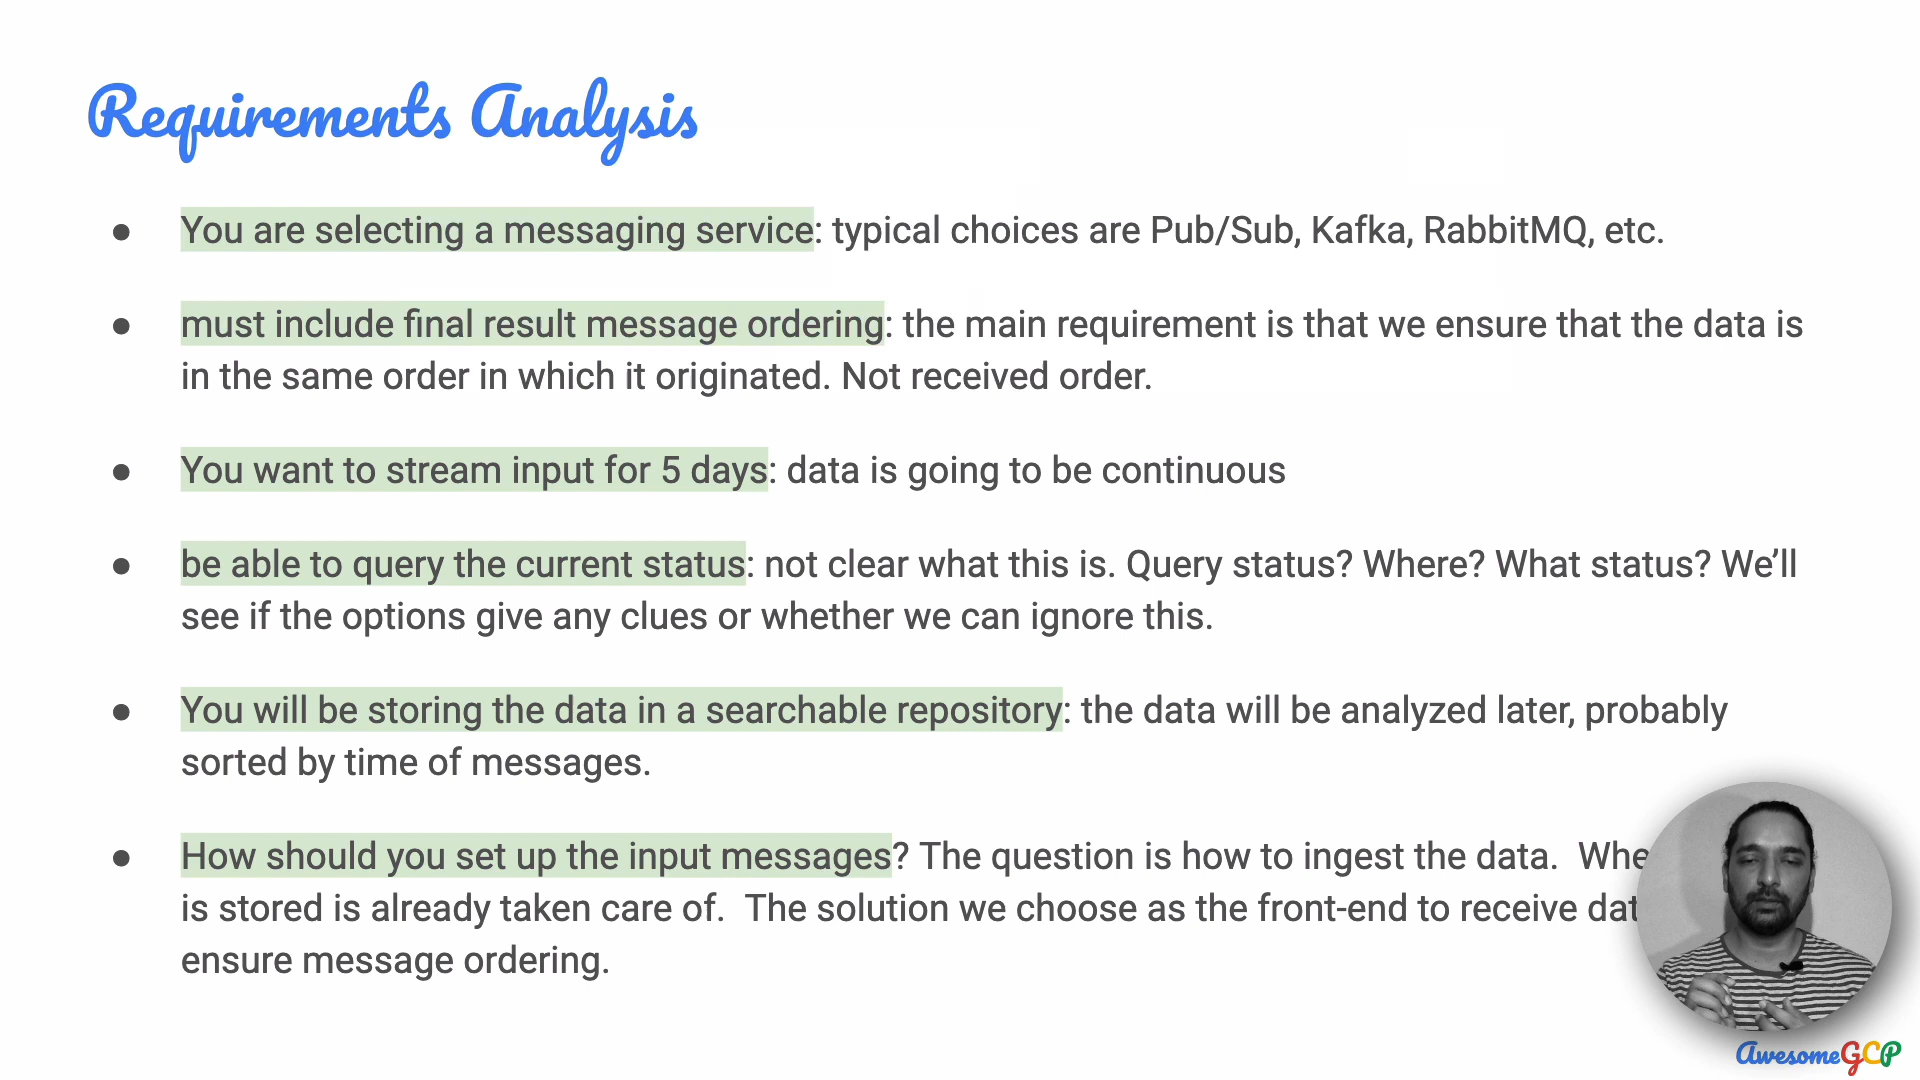 Requirements Analysis
● You are selecting a messaging service: typical choices are Pub/Sub, Kafka, RabbitMQ, etc.
● must include final result message ordering: the main requirement is that we ensure that the data is
in the same order in which it originated. Not received order.
● You want to stream input for 5 days: data is going to be continuous
● be able to query the current status: not clear what this is. Query status? Where? What status? We’ll
see if the options give any clues or whether we can ignore this.
● You will be storing the data in a searchable repository: the data will be analyzed later, probably
sorted by time of messages.
● How should you set up the input messages? The question is how to ingest the data.
is stored is already taken care of. The solution we choose as the front-end to receive
ensure message ordering.
AwesomeGCP